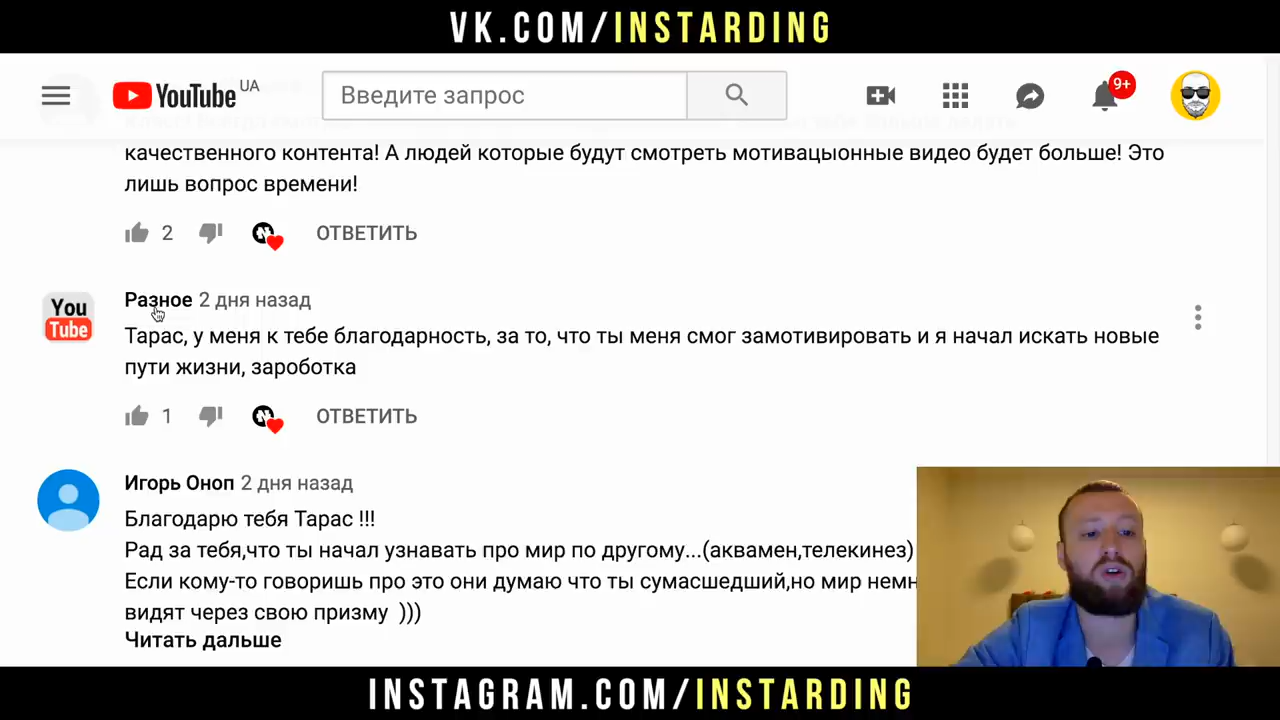 VK.COM/INSTARDING
YouTube UA
Введите запрос
9+
качественного контента! А людей которые будут смотреть мотивацыонные видео будет больше! Это
лишь вопрос времени!
2
ОТВЕТИТЬ
You
Tube
Разное 2 дня назад
Тарас, у меня к тебе благодарность, за то, что ты меня смог замотивировать и я начал искать новые
пути жизни, зароботка
1
ОТВЕТИТЬ
Игорь Оноп 2 дня назад
Благодарю тебя Тарас !!!
Рад за тебя,что ты начал узнавать про мир по другому...(аквамен,телекинез)
Если кому-то говоришь про это они думаю что ты сумасшедший,но мир немн
видят через свою призму )))
Читать дальше
INSTAGRAM.COM/INSTARDING